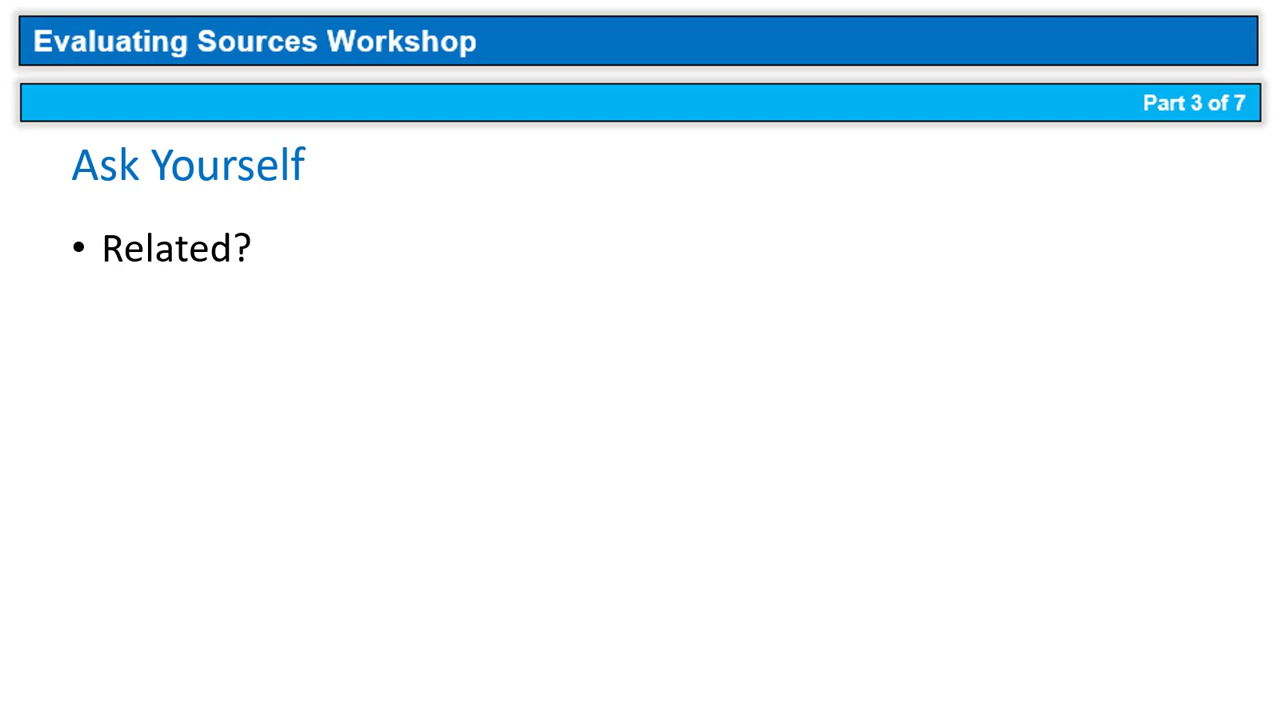 Evaluating Sources Workshop
Part 3 of 7
Ask Yourself
• Related?